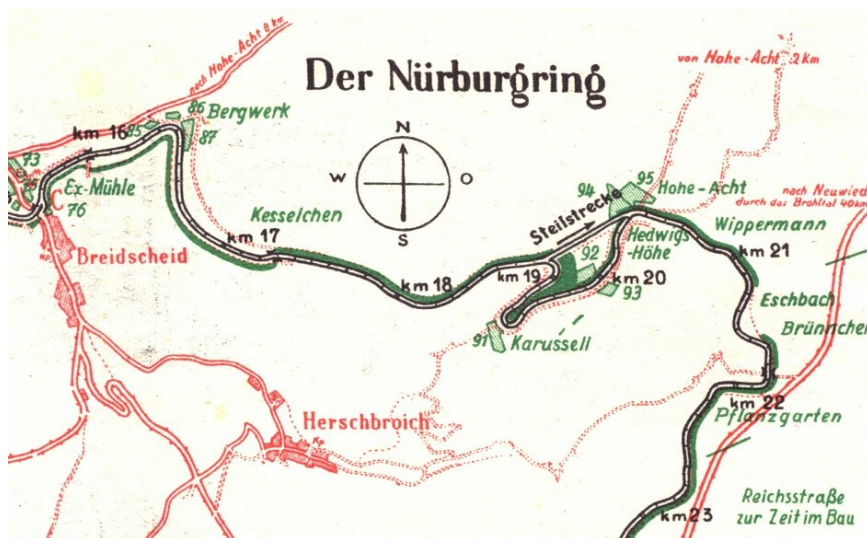 Der Nürburgring
nach Hohe-Acht 8 km
von Hohe-Acht 2 km
86 Bergwerk
85
87
km 16
73
Ex-Mühle
C
76
Breidscheid
N
W
O
S
Kesselchen
km 17
km 18
Steilstrecke
94
95
Hohe-Acht
Hedwigs-
Höhe
nach Neuwied
durch das Brohltal 40 km
Wippermann
km 19
92
km 20
93
km 21
Eschbach
Brünnchen
91
Karussell
km 22
Pflanzgarten
Herschbroich
Kp.
km 23
Reichsstraße
zur Zeit im Bau